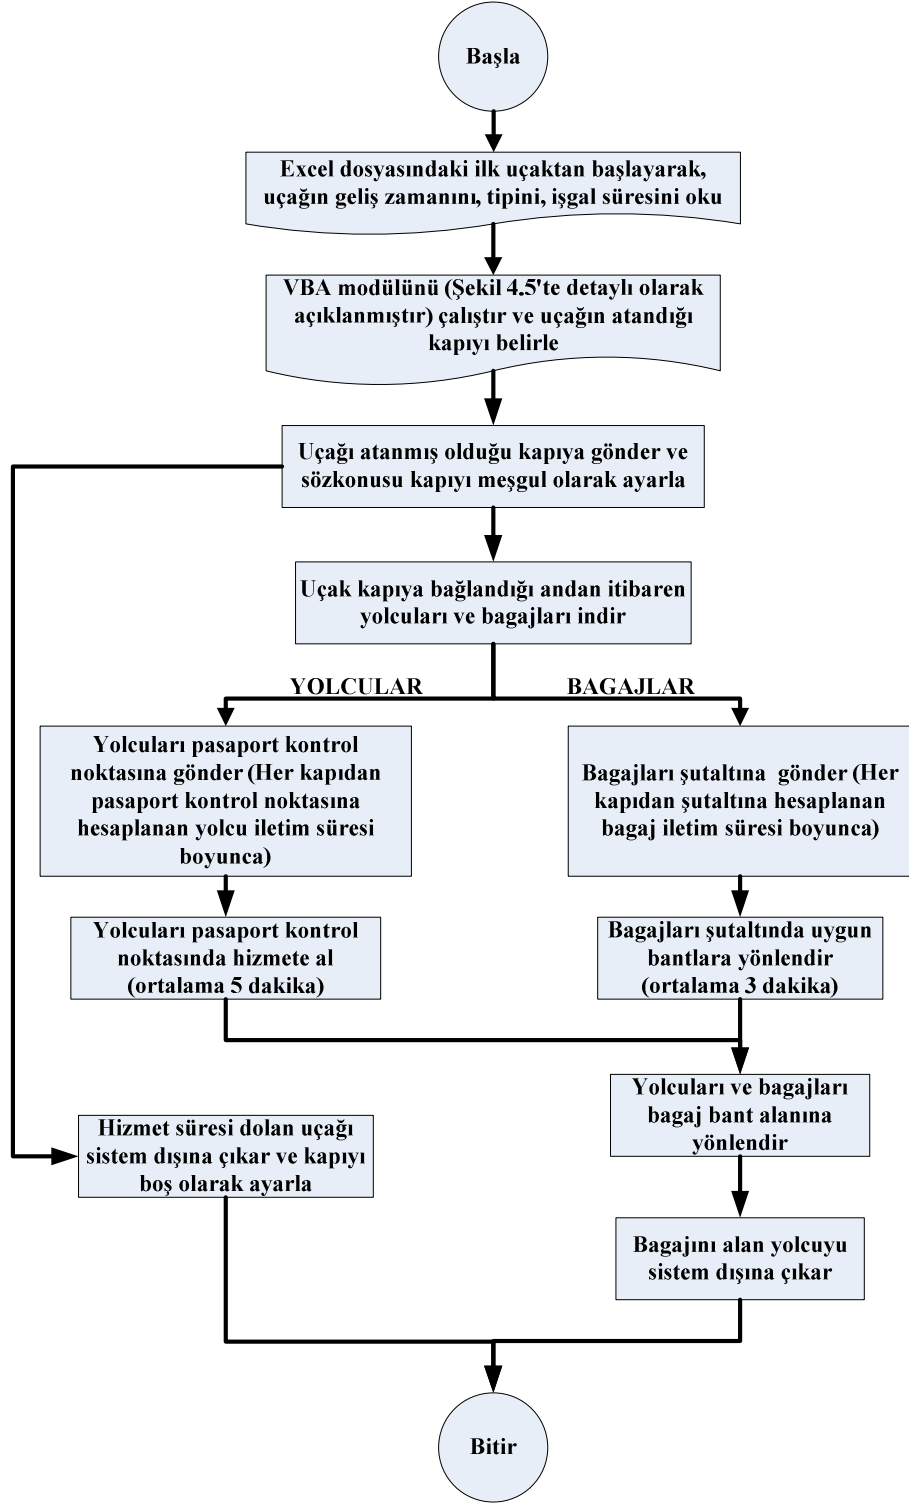 Başla
Excel dosyasındaki ilk uçaktan başlayarak,
uçağın geliş zamanını, tipini, işgal süresini oku
VBA modülünü (Şekil 4.5'te detaylı olarak
açıklanmıştır) çalıştır ve uçağın atandığı
kapıyı belirle
Uçağı atanmış olduğu kapıya gönder ve
sözkonusu kapıyı meşgul olarak ayarla
Uçak kapıya bağlandığı andan itibaren
yolcuları ve bagajları indir
YOLCULAR
BAGAJLAR
Yolcuları pasaport kontrol
noktasına gönder (Her kapıdan
pasaport kontrol noktasına
hesaplanan yolcu iletim süresi
boyunca)
Bagajları şutaltına gönder (Her
kapıdan şutaltına hesaplanan
bagaj iletim süresi boyunca)
Yolcuları pasaport kontrol
noktasında hizmete al
(ortalama 5 dakika)
Bagajları şutaltında uygun
bantlara yönlendir
(ortalama 3 dakika)
Yolcuları ve bagajları
bagaj bant alanına
yönlendir
Hizmet süresi dolan uçağı
sistem dışına çıkar ve kapıyı
boş olarak ayarla
Bagajını alan yolcuyu
sistem dışına çıkar
Bitir